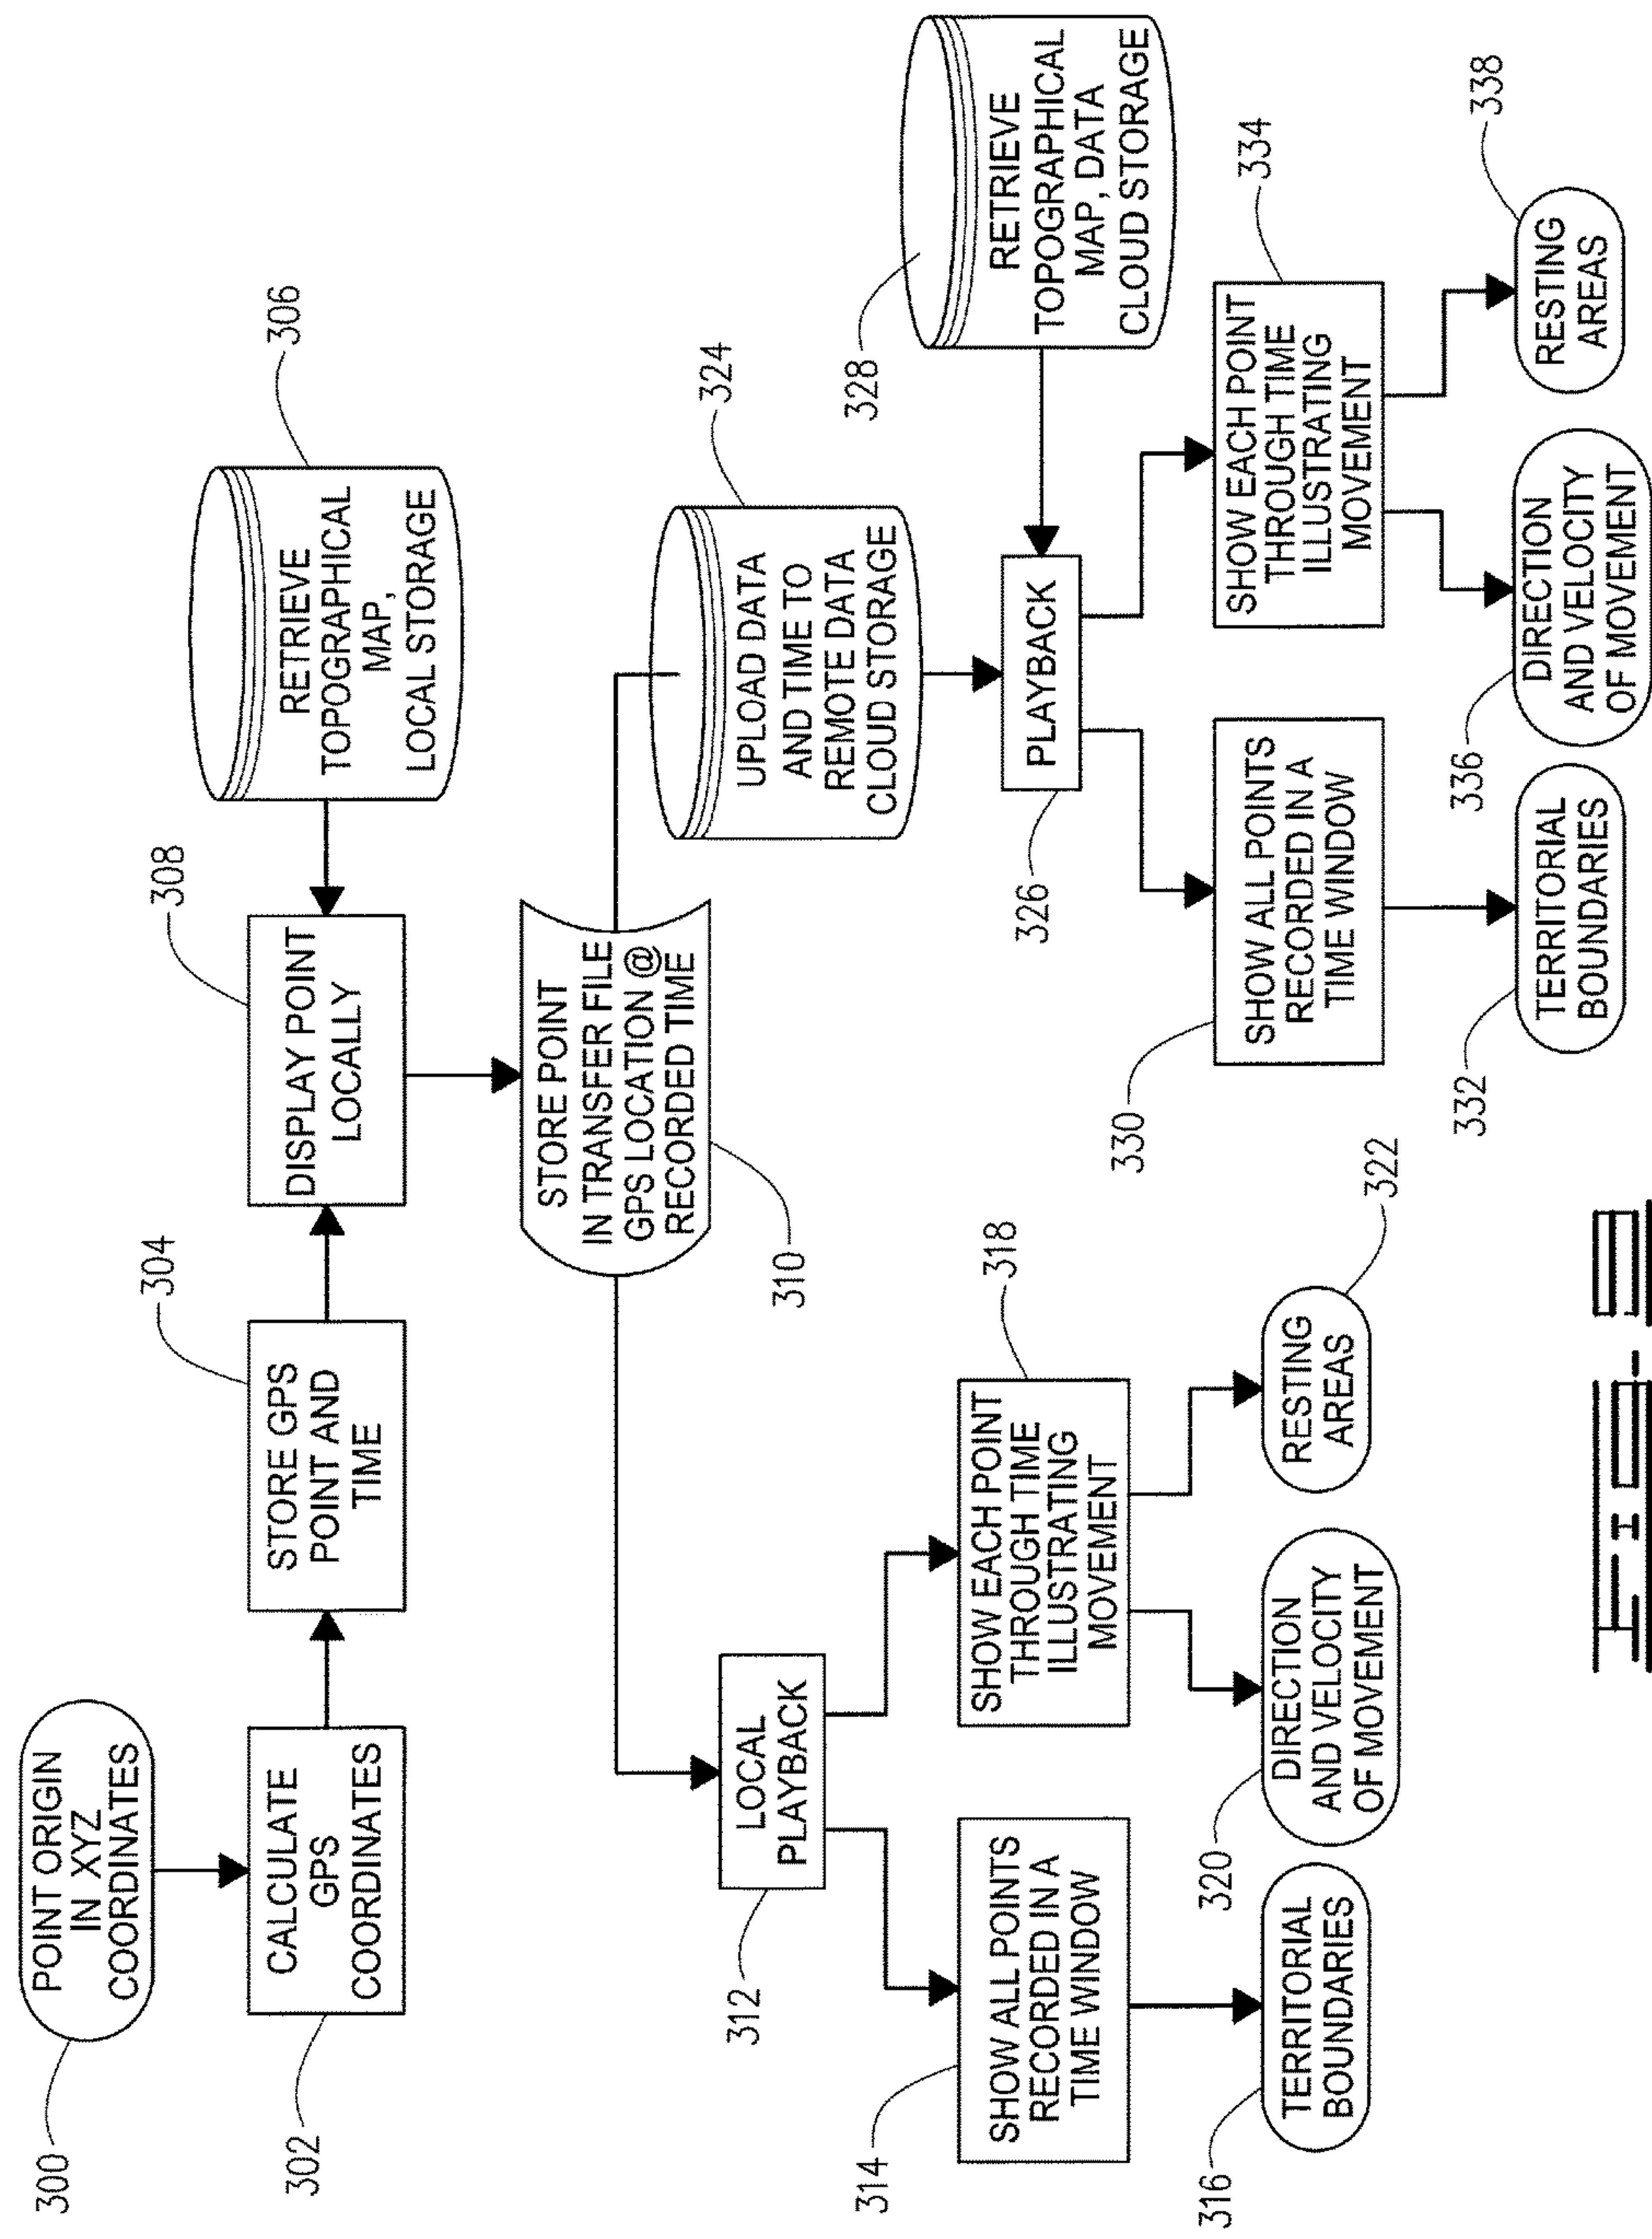 300
POINT ORIGIN
IN XYZ
COORDINATES
302
CALCULATE
GPS
COORDINATES
304
STORE GPS
POINT AND
TIME
308
DISPLAY POINT
LOCALLY
306
RETRIEVE
TOPOGRAPHICAL
MAP,
LOCAL STORAGE
STORE POINT
IN TRANSFER FILE
GPS LOCATION @
RECORDED TIME
310
324
UPLOAD DATA
AND TIME TO
REMOTE DATA
CLOUD STORAGE
312
LOCAL
PLAYBACK
314
SHOW ALL POINTS
RECORDED IN A
TIME WINDOW
316
TERRITORIAL
BOUNDARIES
318
SHOW EACH POINT
THROUGH TIME
ILLUSTRATING
MOVEMENT
320
DIRECTION
AND VELOCITY
OF MOVEMENT
322
RESTING
AREAS
326
PLAYBACK
328
RETRIEVE
TOPOGRAPHICAL
MAP, DATA
CLOUD STORAGE
330
SHOW ALL POINTS
RECORDED IN A
TIME WINDOW
332
TERRITORIAL
BOUNDARIES
334
SHOW EACH POINT
THROUGH TIME
ILLUSTRATING
MOVEMENT
336
DIRECTION
AND VELOCITY
OF MOVEMENT
338
RESTING
AREAS